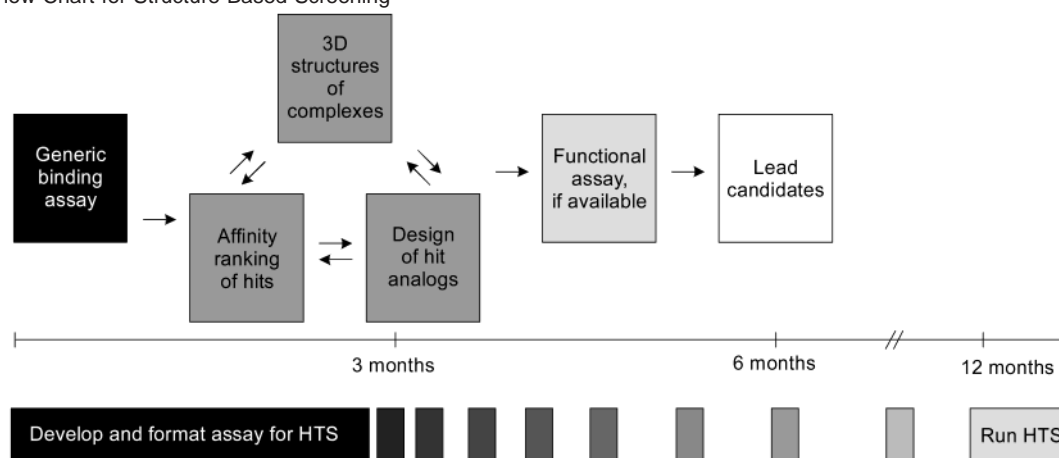 Flow Chart for Structure-Based Screening
3D
structures
of
complexes
Generic
binding
assay
Affinity
ranking
of hits
Design
of hit
analogs
Functional
assay,
if available
Lead
candidates
3 months
6 months
12 months
Develop and format assay for HTS
Run HTS